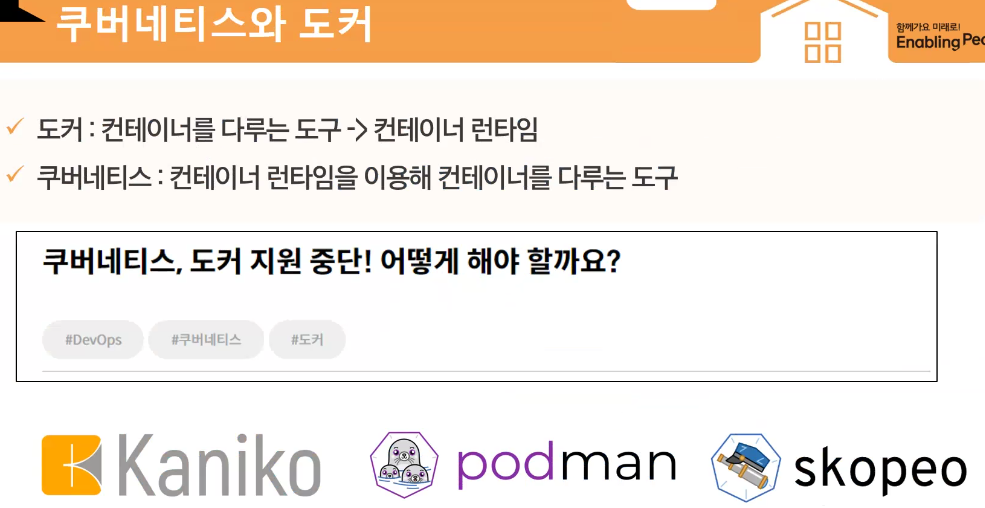 쿠버네티스와 도커
함께가요 미래로!
Enabling
도커 : 컨테이너를 다루는 도구 -> 컨테이너 런타임
쿠버네티스 : 컨테이너 런타임을 이용해 컨테이너를 다루는 도구
쿠버네티스, 도커 지원 중단! 어떻게 해야 할까요?
#DevOps #쿠버네티스 #도커
Kaniko podman skopeo